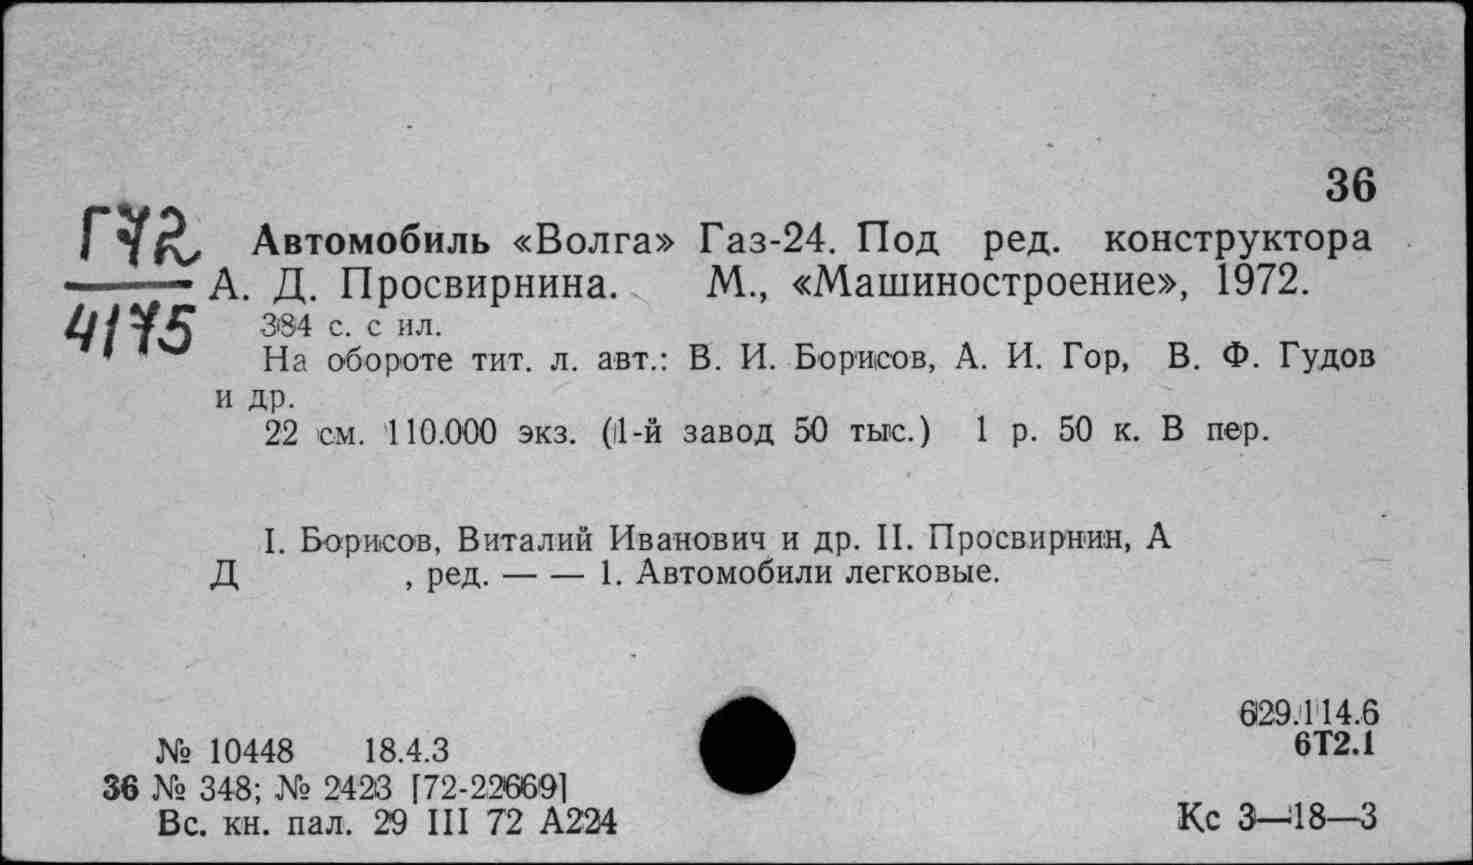 36
Г72
4175
Автомобиль «Волга» Газ-24. Под ред. конструктора
А. Д. Просвирнина. М., «Машиностроение», 1972.
384 с. с ил.
На обороте тит. л. авт.: В. И. Борисов, А. И. Гор, В. Ф. Гудов
и др.
22 см. 110.000 экз. (1-й завод 50 тыс.) 1 р. 50 к. В пер.
I. Борисов, Виталий Иванович и др. II. Просвирнин, А
Д , ред. — — 1. Автомобили легковые.
629.114.6
6Т2.1
№ 10448 18.4.3
36 № 348; № 2423 [72-22669]
Вс. кн. пал. 29 III 72 А224
Кс 3—18—3